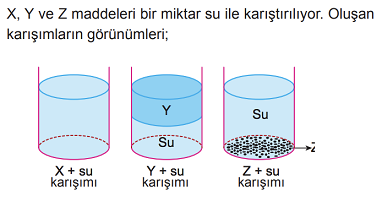 X, Y ve Z maddeleri bir miktar su ile karıştırılıyor. Oluşan
karışımların görünümleri;
Y
Su
Su
Z
X + su
karışımı
Y + su
karışımı
Z + su
karışımı